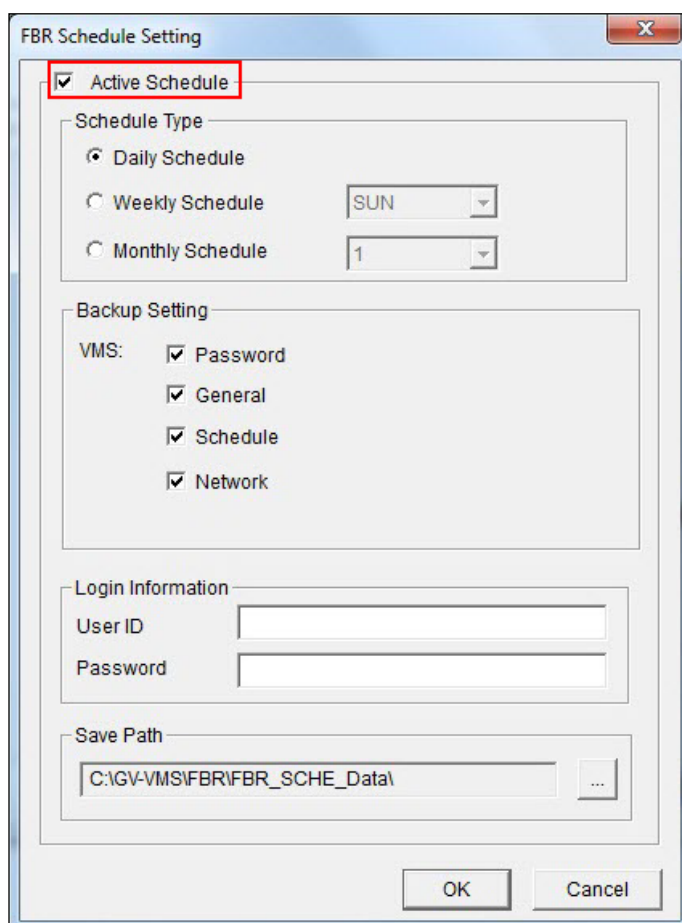 FBR Schedule Setting
Active Schedule
Schedule Type
Daily Schedule
Weekly Schedule SUN
Monthly Schedule 1
Backup Setting
VMS: Password
General
Schedule
Network
Login Information
User ID
Password
Save Path
C:\GV-VMS\FBR\FBR_SCHE_Data\ ...
OK Cancel